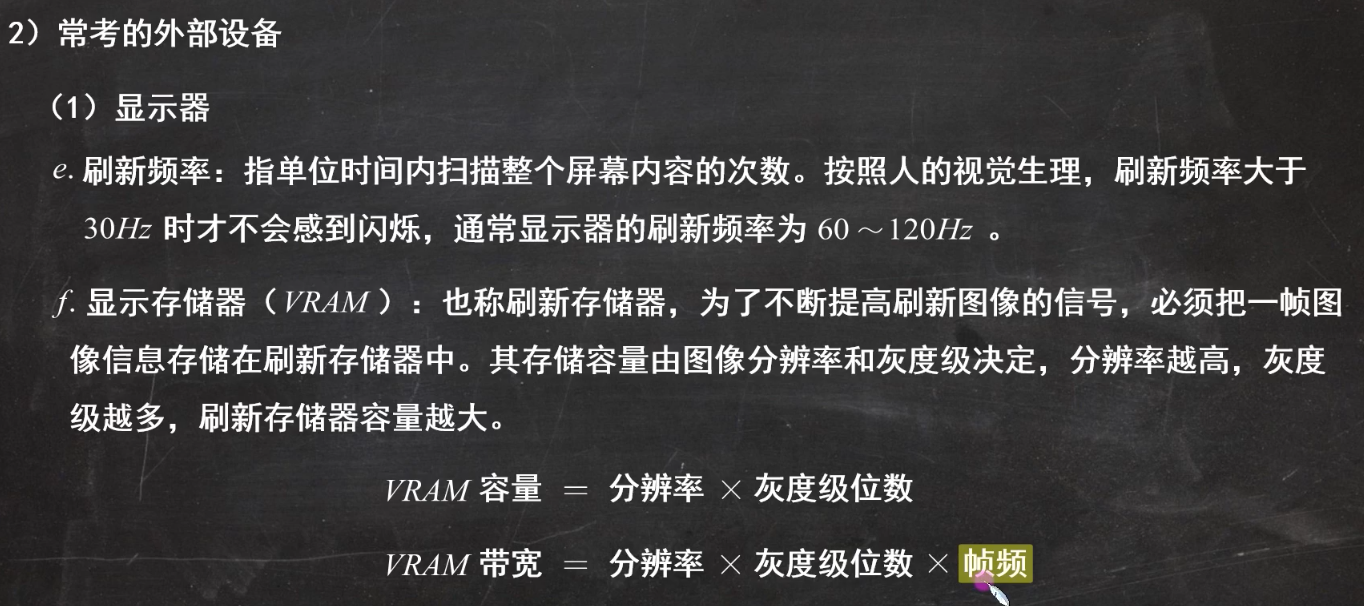 2）常考的外部设备
（1）显示器
e. 刷新频率：指单位时间内扫描整个屏幕内容的次数。按照人的视觉生理，刷新频率大于
30Hz 时才不会感到闪烁，通常显示器的刷新频率为 60～120Hz 。
f. 显示存储器（VRAM）：也称刷新存储器，为了不断提高刷新图像的信号，必须把一帧图
像信息存储在刷新存储器中。其存储容量由图像分辨率和灰度级决定，分辨率越高，灰度
级越多，刷新存储器容量越大。
VRAM 容量 = 分辨率 × 灰度级位数
VRAM 带宽 = 分辨率 × 灰度级位数 × 帧频